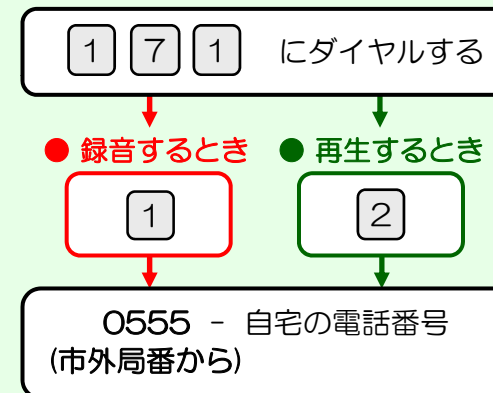 １ ７ １ にダイヤルする
● 録音するとき ● 再生するとき
１ ２
０５５５ - 自宅の電話番号
(市外局番から)